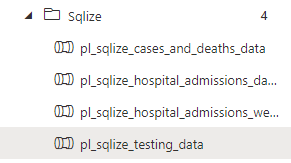 Sqlize 4
pl_sqlize_cases_and_deaths_data
pl_sqlize_hospital_admissions_da...
pl_sqlize_hospital_admissions_we...
pl_sqlize_testing_data